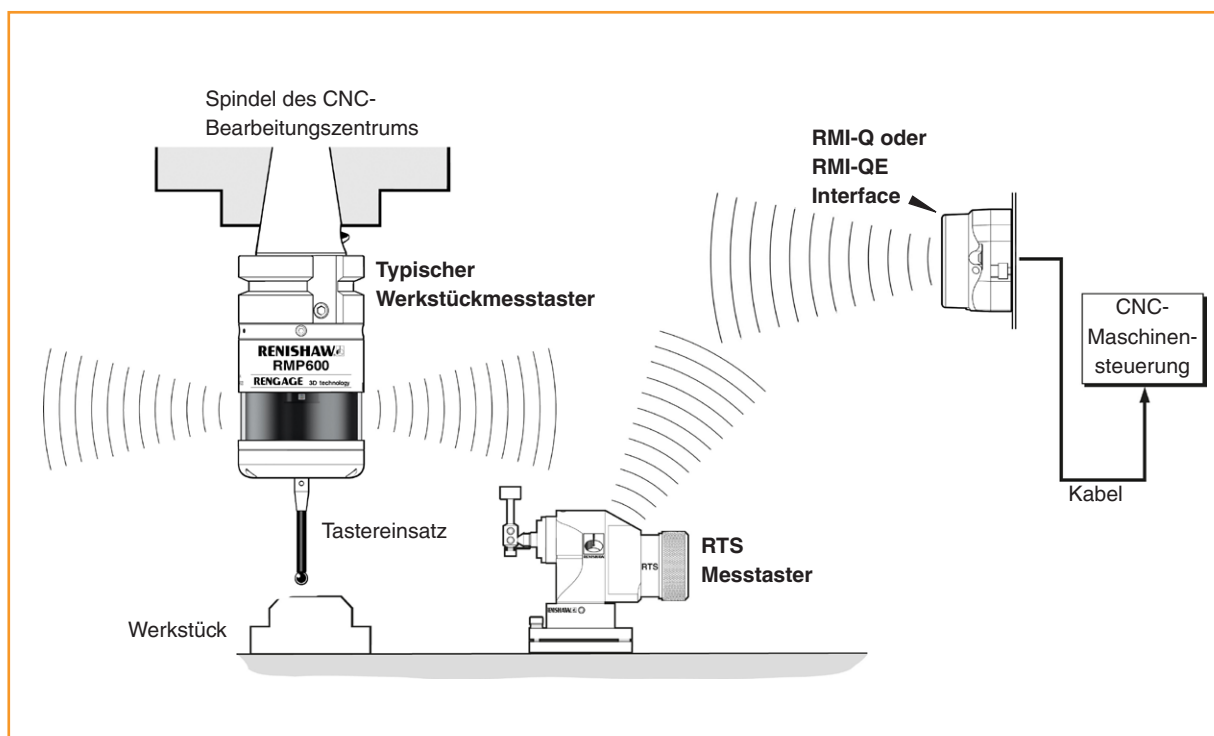 Spindel des CNC-
Bearbeitungszentrums
RMI-Q oder
RMI-QE
Interface
Typischer
Werkstückmesstaster
CNC-
Maschinen-
steuerung
RENISHAW
RMP600
RENGAGE 3D technology
Kabel
Tastereinsatz
RTS
Messtaster
RTS
RENISHAW
Werkstück